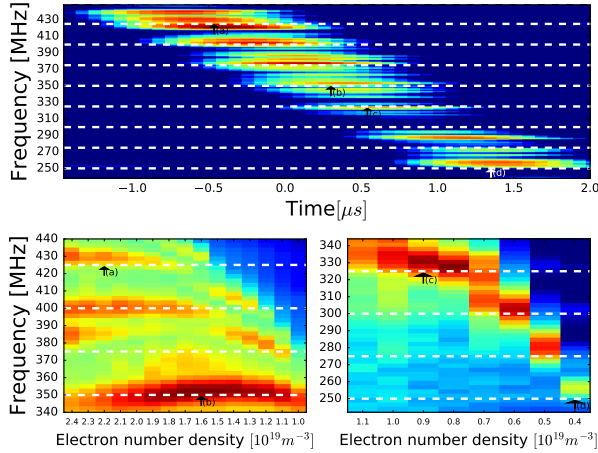 Frequency [MHz]
430
410
390
370
350
330
310
290
270
250
(a)
(b)
(c)
(d)
−1.0 −0.5 0.0 0.5 1.0 1.5 2.0
Time[μs]
Frequency [MHz]
440
430
420
410
400
390
380
370
360
350
340
(a)
(b)
2.4 2.3 2.2 2.1 2.0 1.9 1.9 1.8 1.7 1.6 1.5 1.4 1.3 1.2 1.1 1.0
Electron number density [10¹⁹m⁻³]
340
330
320
310
300
290
280
270
260
250
(c)
(d)
1.1 1.0 0.9 0.8 0.7 0.6 0.5 0.4
Electron number density [10¹⁹m⁻³]